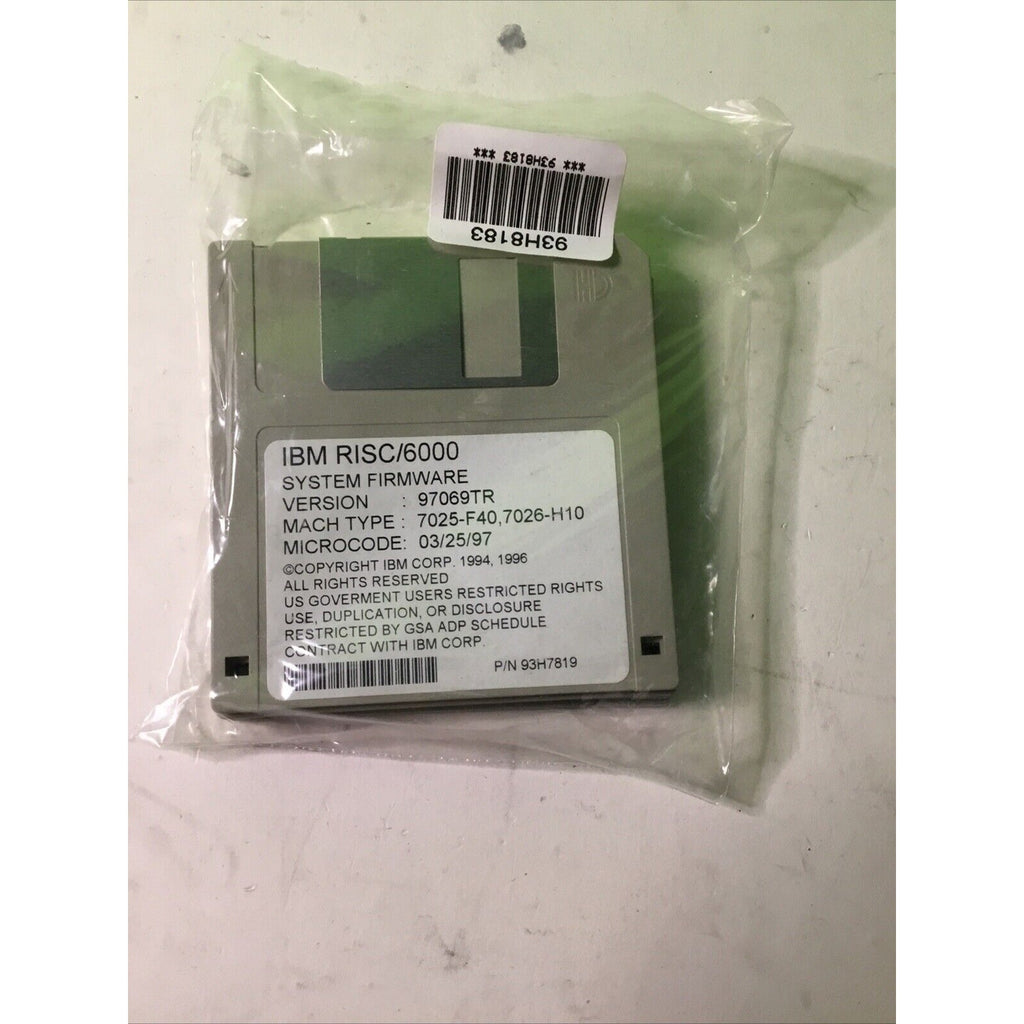 *** 93H8183 ***
93H8183
HD
IBM RISC/6000
SYSTEM FIRMWARE
VERSION : 97069TR
MACH TYPE : 7025-F40,7026-H10
MICROCODE: 03/25/97
©COPYRIGHT IBM CORP. 1994, 1996
ALL RIGHTS RESERVED
US GOVERMENT USERS RESTRICTED RIGHTS
USE, DUPLICATION, OR DISCLOSURE
RESTRICTED BY GSA ADP SCHEDULE
CONTRACT WITH IBM CORP.
P/N 93H7819